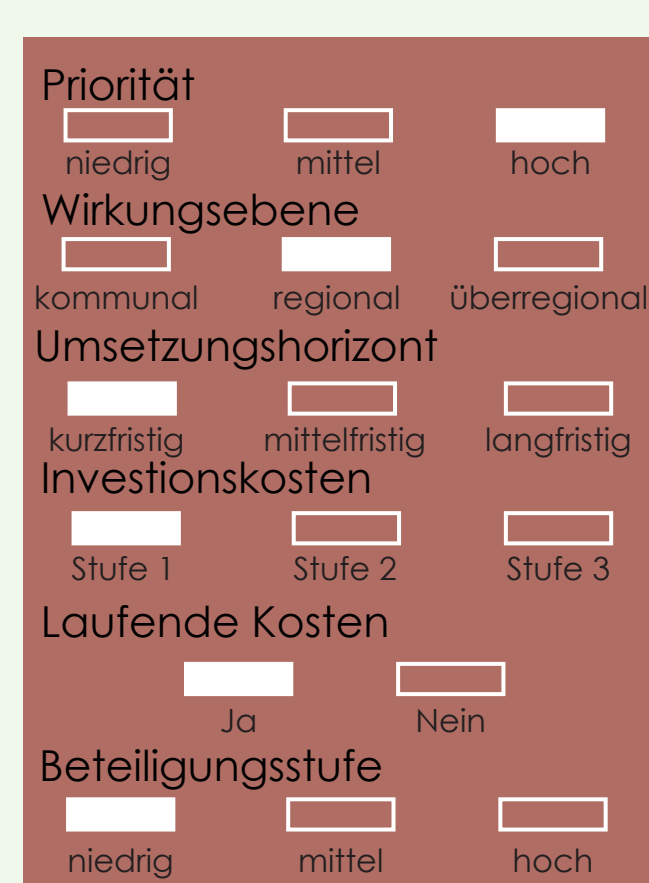 Priorität
niedrig mittel hoch
Wirkungsebene
kommunal regional überregional
Umsetzungshorizont
kurzfristig mittelfristig langfristig
Investionskosten
Stufe 1 Stufe 2 Stufe 3
Laufende Kosten
Ja Nein
Beteiligungsstufe
niedrig mittel hoch